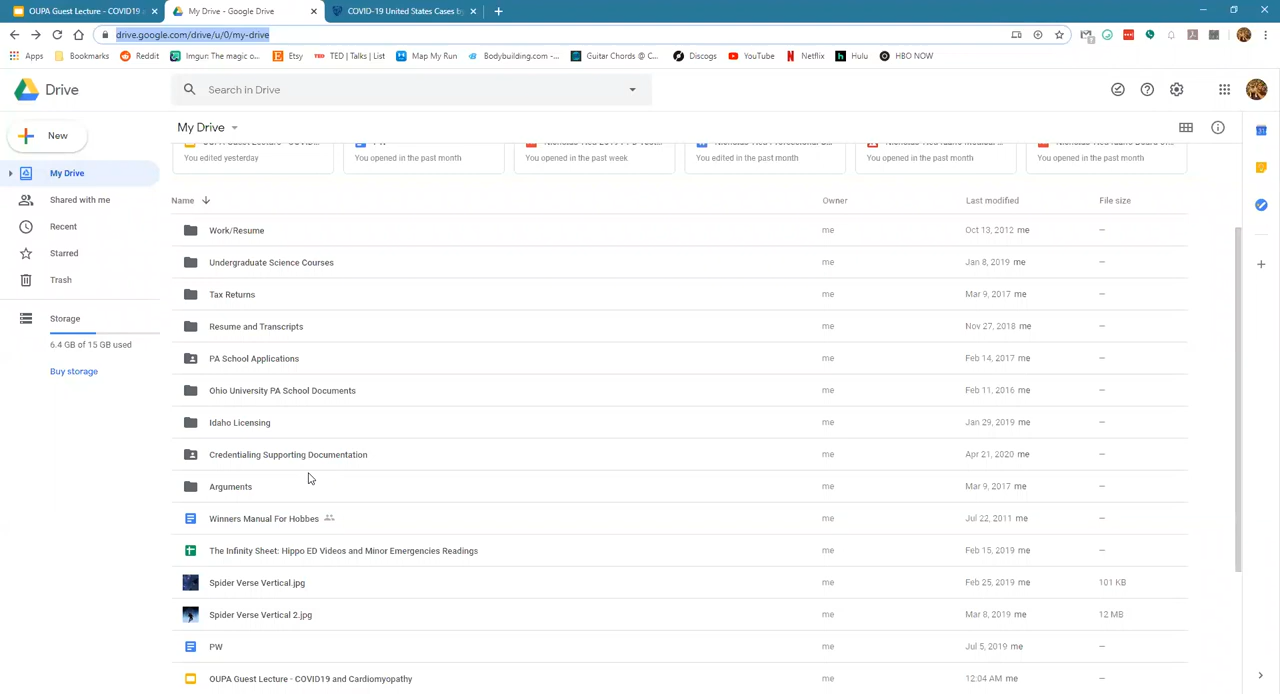 OUPA Guest Lecture - COVID19
My Drive - Google Drive
COVID-19 United States Cases by
drive.google.com/drive/u/0/my-drive
Apps Bookmarks Reddit Imgur: The magic o... Etsy TED | Talks | List Map My Run Bodybuilding.com -... Guitar Chords @ C... Discogs YouTube Netflix Hulu HBO NOW
Drive
Search in Drive
New
My Drive
My Drive
Shared with me
Recent
Starred
Trash
Storage
6.4 GB of 15 GB used
Buy storage
You edited yesterday
You opened in the past month
You opened in the past week
You edited in the past month
You opened in the past month
You opened in the past month
Name Owner Last modified File size
Work/Resume me Oct 13, 2012 me –
Undergraduate Science Courses me Jan 8, 2019 me –
Tax Returns me Mar 9, 2017 me –
Resume and Transcripts me Nov 27, 2018 me –
PA School Applications me Feb 14, 2017 me –
Ohio University PA School Documents me Feb 11, 2016 me –
Idaho Licensing me Jan 29, 2019 me –
Credentialing Supporting Documentation me Apr 21, 2020 me –
Arguments me Mar 9, 2017 me –
Winners Manual For Hobbes me Jul 22, 2011 me –
The Infinity Sheet: Hippo ED Videos and Minor Emergencies Readings me Feb 15, 2019 me –
Spider Verse Vertical.jpg me Feb 25, 2019 me 101 KB
Spider Verse Vertical 2.jpg me Mar 8, 2019 me 12 MB
PW me Jul 5, 2019 me –
OUPA Guest Lecture - COVID19 and Cardiomyopathy me 12:04 AM me –